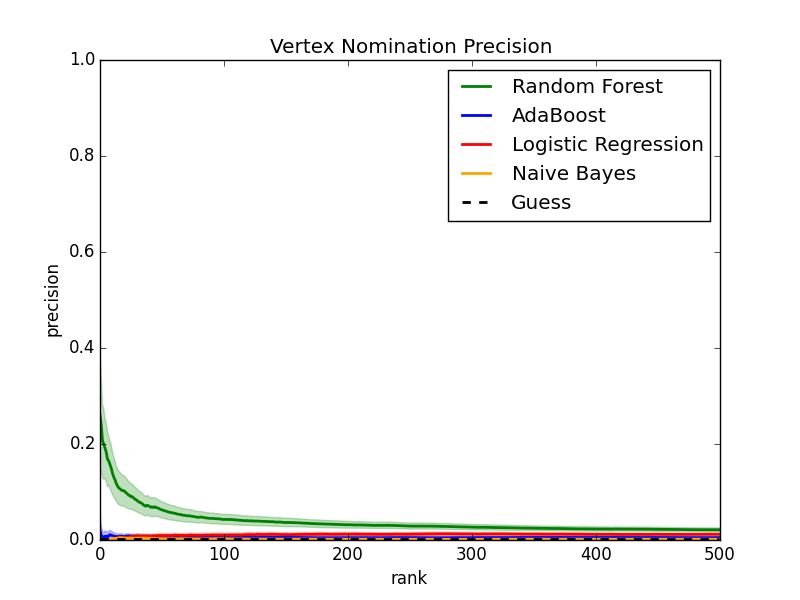 Vertex Nomination Precision
1.0
0.8
0.6
0.4
0.2
0.0
precision
Random Forest
AdaBoost
Logistic Regression
Naive Bayes
Guess
0 100 200 300 400 500
rank